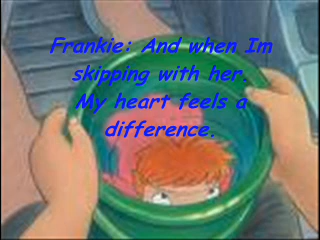 Frankie: And when Im
skipping with her.
My heart feels a
difference.